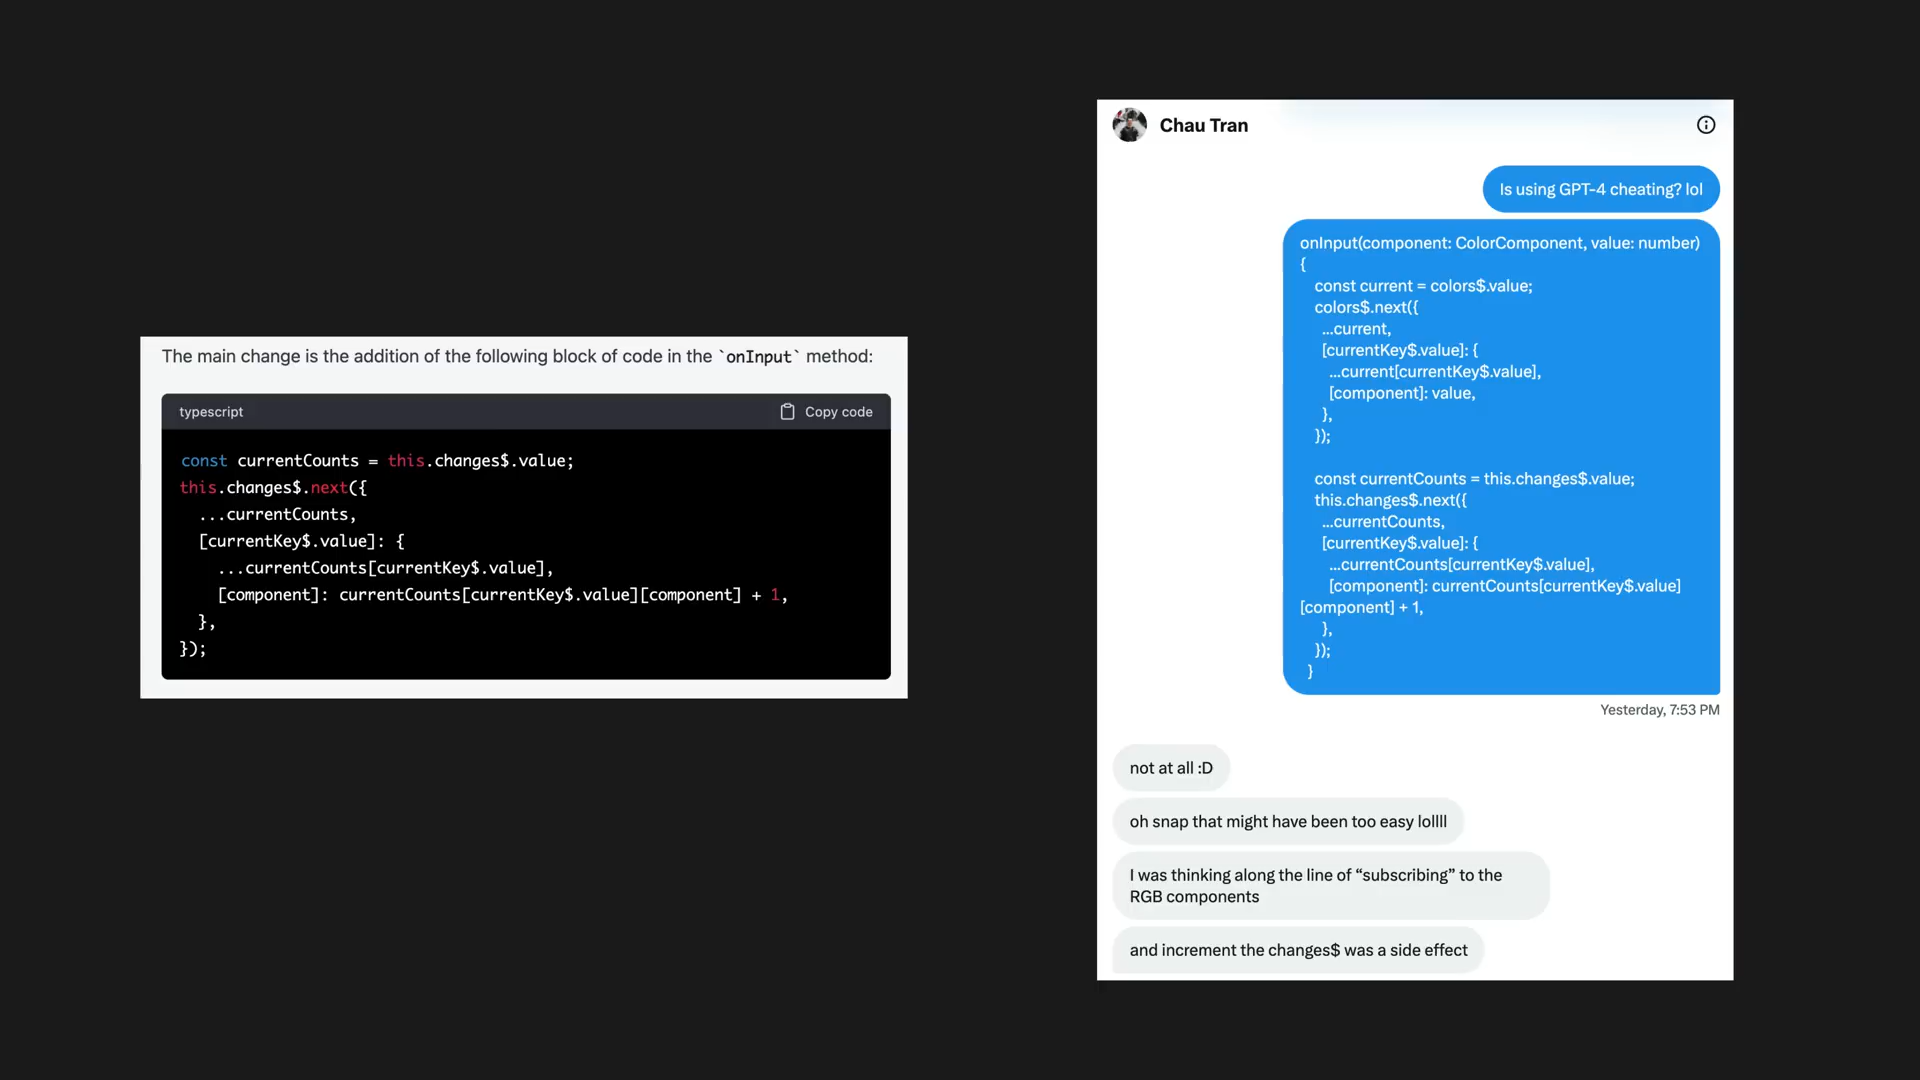 The main change is the addition of the following block of code in the `onInput` method:
typescript
Copy code
const currentCounts = this.changes$.value;
this.changes$.next({
  ...currentCounts,
  [currentKey$.value]: {
    ...currentCounts[currentKey$.value],
    [component]: currentCounts[currentKey$.value][component] + 1,
  },
});
Chau Tran
Is using GPT-4 cheating? lol
onInput(component: ColorComponent, value: number)
{
  const current = colors$.value;
  colors$.next({
    ...current,
    [currentKey$.value]: {
      ...current[currentKey$.value],
      [component]: value,
    },
  });

  const currentCounts = this.changes$.value;
  this.changes$.next({
    ...currentCounts,
    [currentKey$.value]: {
      ...currentCounts[currentKey$.value],
      [component]: currentCounts[currentKey$.value]
[component] + 1,
    },
  });
 }
Yesterday, 7:53 PM
not at all :D
oh snap that might have been too easy lollll
I was thinking along the line of “subscribing” to the
RGB components
and increment the changes$ was a side effect